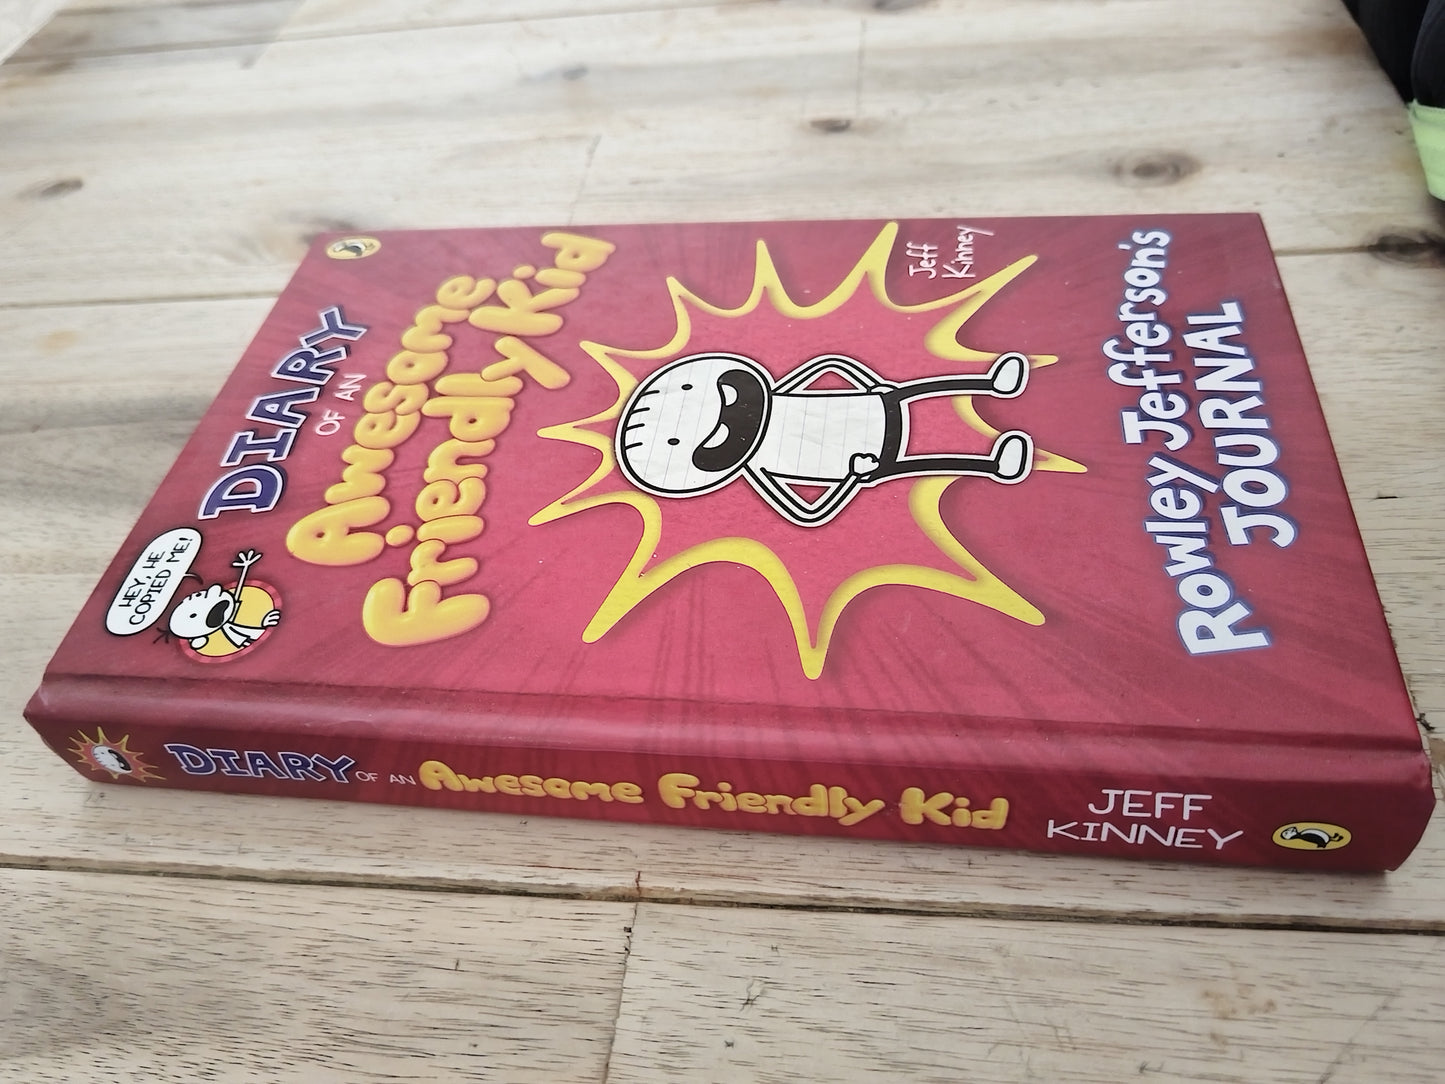 DIARY
OF AN
Awesome
Friendly Kid
HEY, HE
COPIED ME!
Jeff
Kinney
Rowley Jefferson's
JOURNAL
DIARY OF AN Awesome Friendly Kid
JEFF
KINNEY